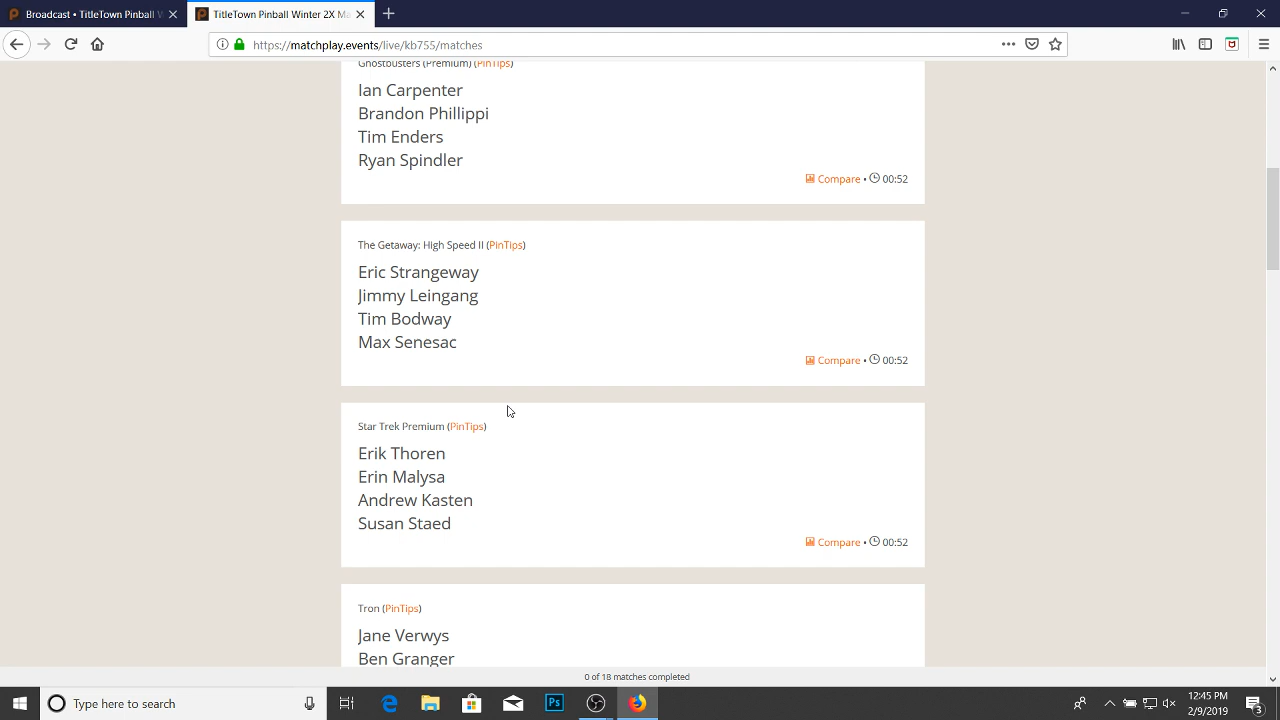 Broadcast • TitleTown Pinball W
TitleTown Pinball Winter 2X Ma
https://matchplay.events/live/kb755/matches
Ghostbusters (Premium) (PinTips)
Ian Carpenter
Brandon Phillippi
Tim Enders
Ryan Spindler
Compare • 00:52
The Getaway: High Speed II (PinTips)
Eric Strangeway
Jimmy Leingang
Tim Bodway
Max Senesac
Compare • 00:52
Star Trek Premium (PinTips)
Erik Thoren
Erin Malysa
Andrew Kasten
Susan Staed
Compare • 00:52
Tron (PinTips)
Jane Verwys
Ben Granger
0 of 18 matches completed
Type here to search
Ps
12:45 PM
2/9/2019
3